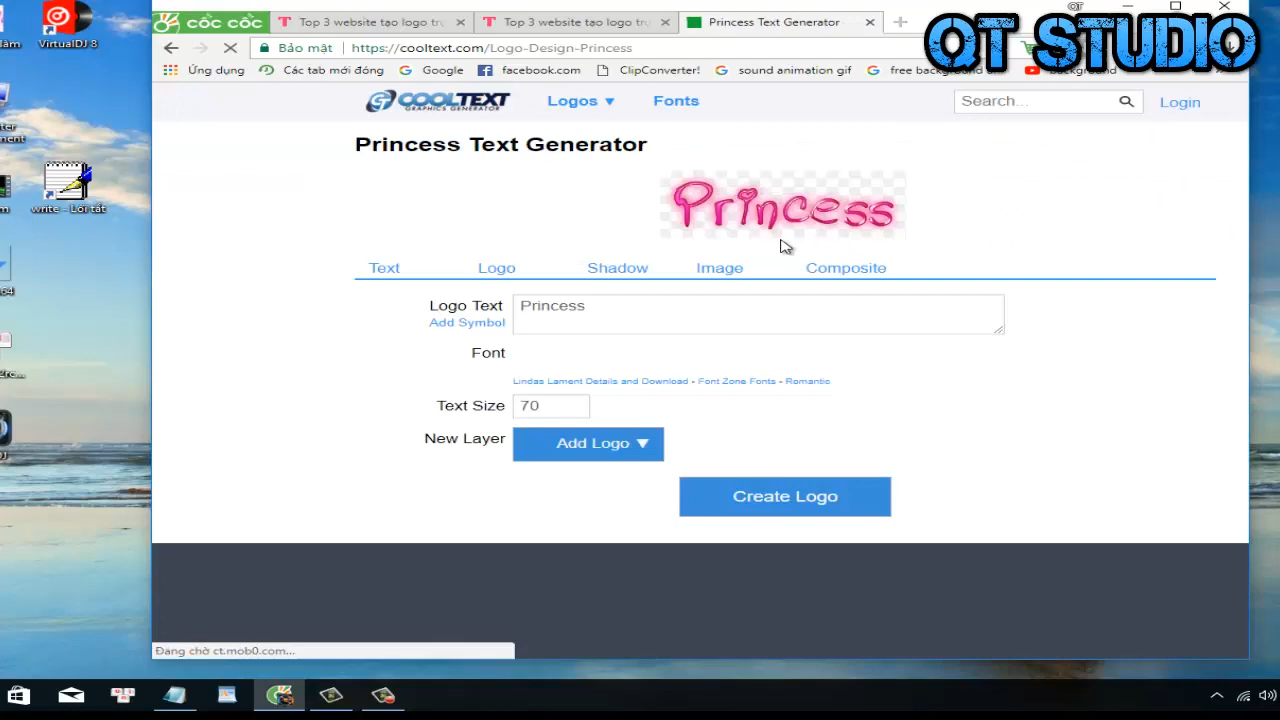 VirtualDJ 8
write - Lối tắt
cốc cốc
Top 3 website tạo logo trự
Top 3 website tạo logo trự
Princess Text Generator
QT
QT STUDIO
Bảo mật
https://cooltext.com/Logo-Design-Princess
Ứng dụng
Các tab mới đóng
Google
facebook.com
ClipConverter!
sound animation gif
free background
COOLTEXT
GRAPHICS GENERATOR
Logos
Fonts
Search...
Login
Princess Text Generator
Princess
Text
Logo
Shadow
Image
Composite
Logo Text
Princess
Add Symbol
Font
Lindas Lament Details and Download - Font Zone Fonts - Romantic
Text Size
70
New Layer
Add Logo
Create Logo
Đang chờ ct.mob0.com...